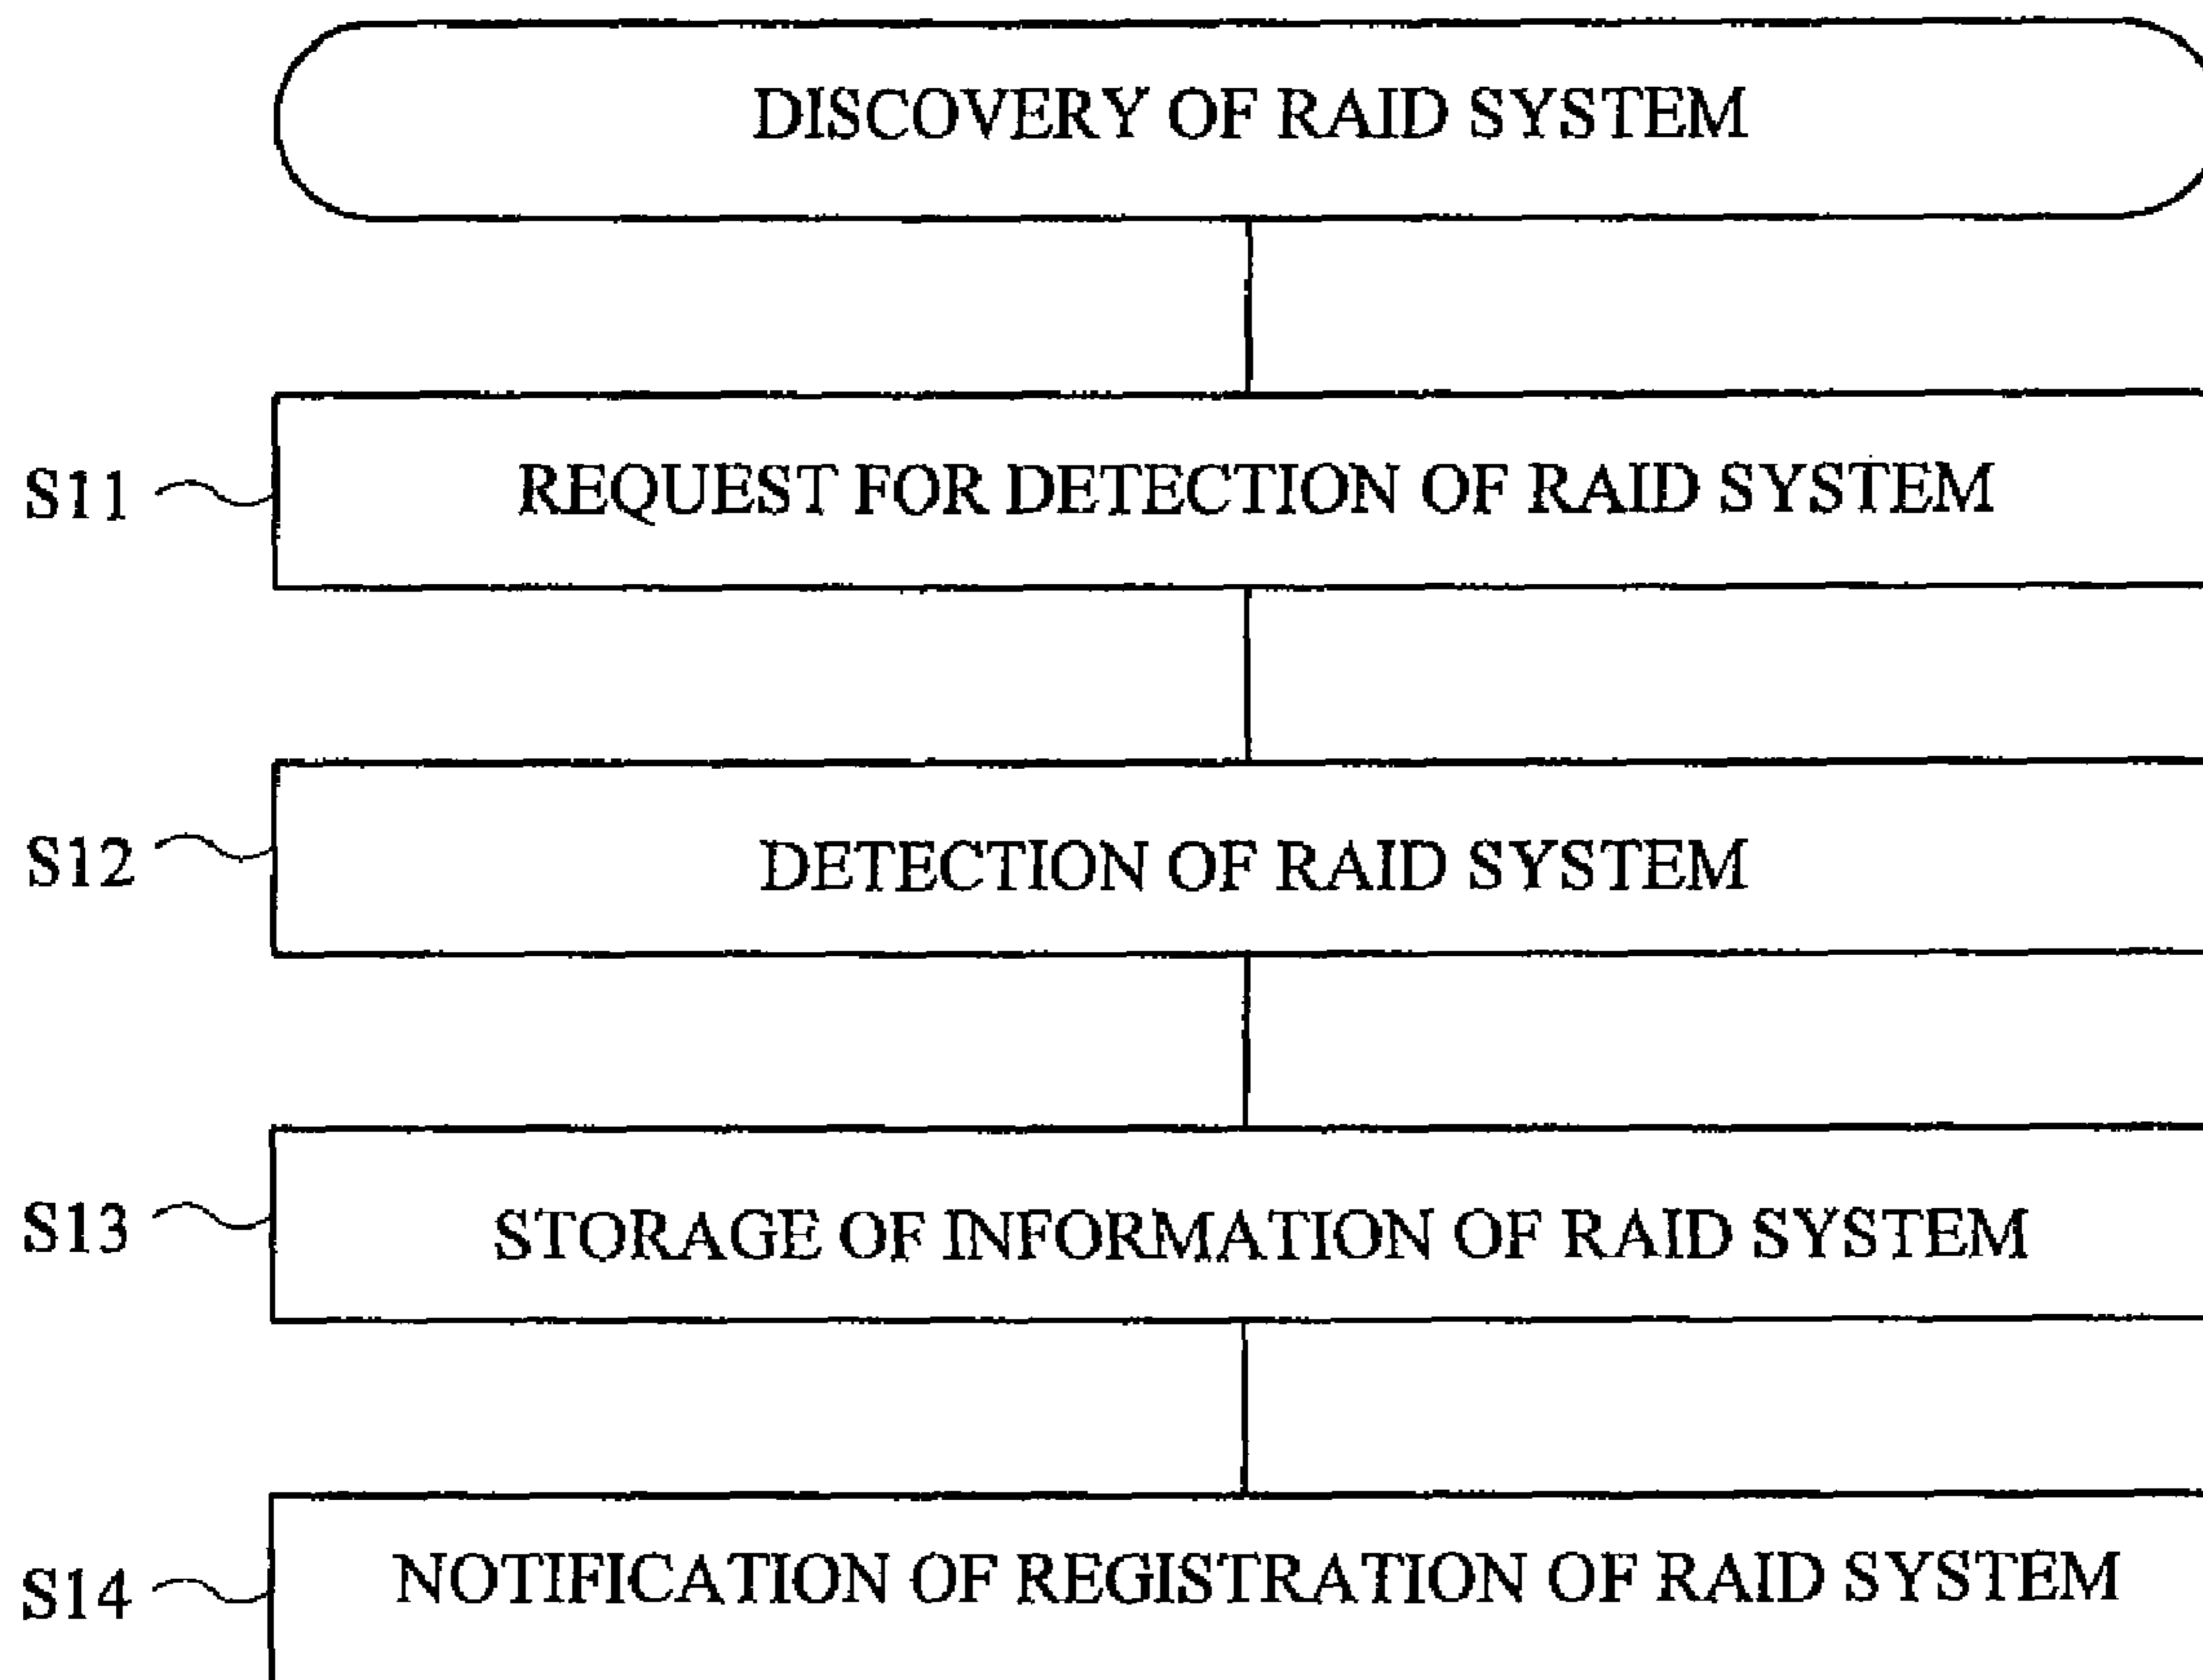 DISCOVERY OF RAID SYSTEM
S11 REQUEST FOR DETECTION OF RAID SYSTEM
S12 DETECTION OF RAID SYSTEM
S13 STORAGE OF INFORMATION OF RAID SYSTEM
S14 NOTIFICATION OF REGISTRATION OF RAID SYSTEM